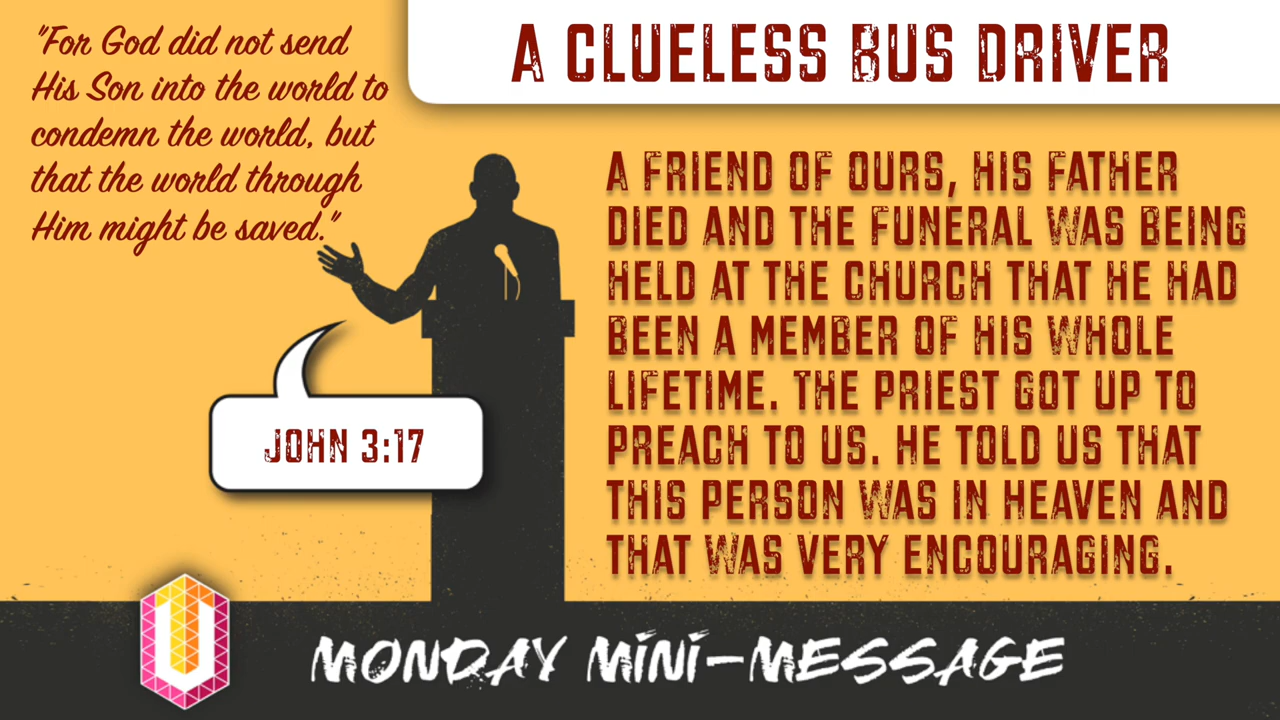 "For God did not send
His Son into the world to
condemn the world, but
that the world through
Him might be saved."
A CLUELESS BUS DRIVER
A FRIEND OF OURS, HIS FATHER
DIED AND THE FUNERAL WAS BEING
HELD AT THE CHURCH THAT HE HAD
BEEN A MEMBER OF HIS WHOLE
LIFETIME. THE PRIEST GOT UP TO
PREACH TO US. HE TOLD US THAT
THIS PERSON WAS IN HEAVEN AND
THAT WAS VERY ENCOURAGING.
JOHN 3:17
U
MONDAY MINI-MESSAGE